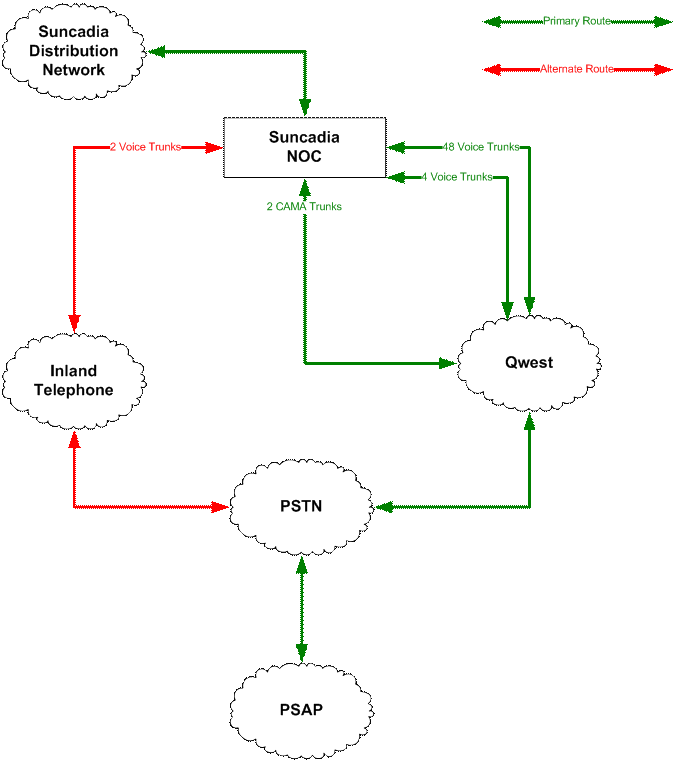 Suncadia
Distribution
Network
Primary Route
Alternate Route
Suncadia
NOC
2 Voice Trunks
48 Voice Trunks
4 Voice Trunks
2 CAMA Trunks
Inland
Telephone
Qwest
PSTN
PSAP